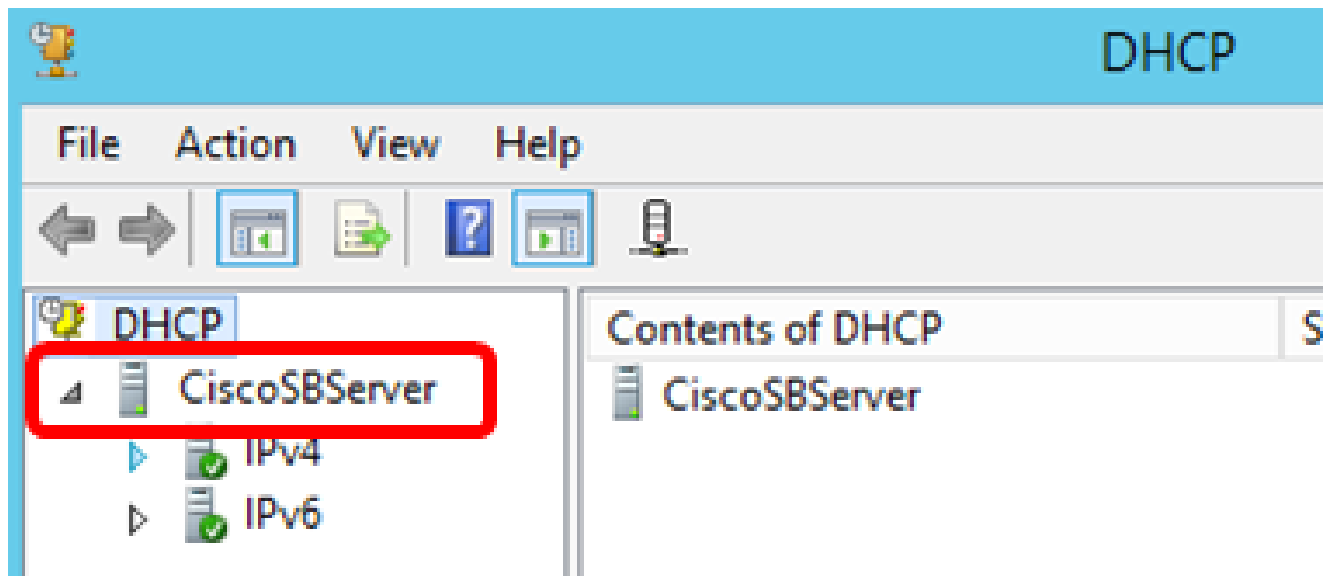 DHCP
File Action View Help
DHCP
Contents of DHCP
CiscoSBServer
CiscoSBServer
IPv4
IPv6